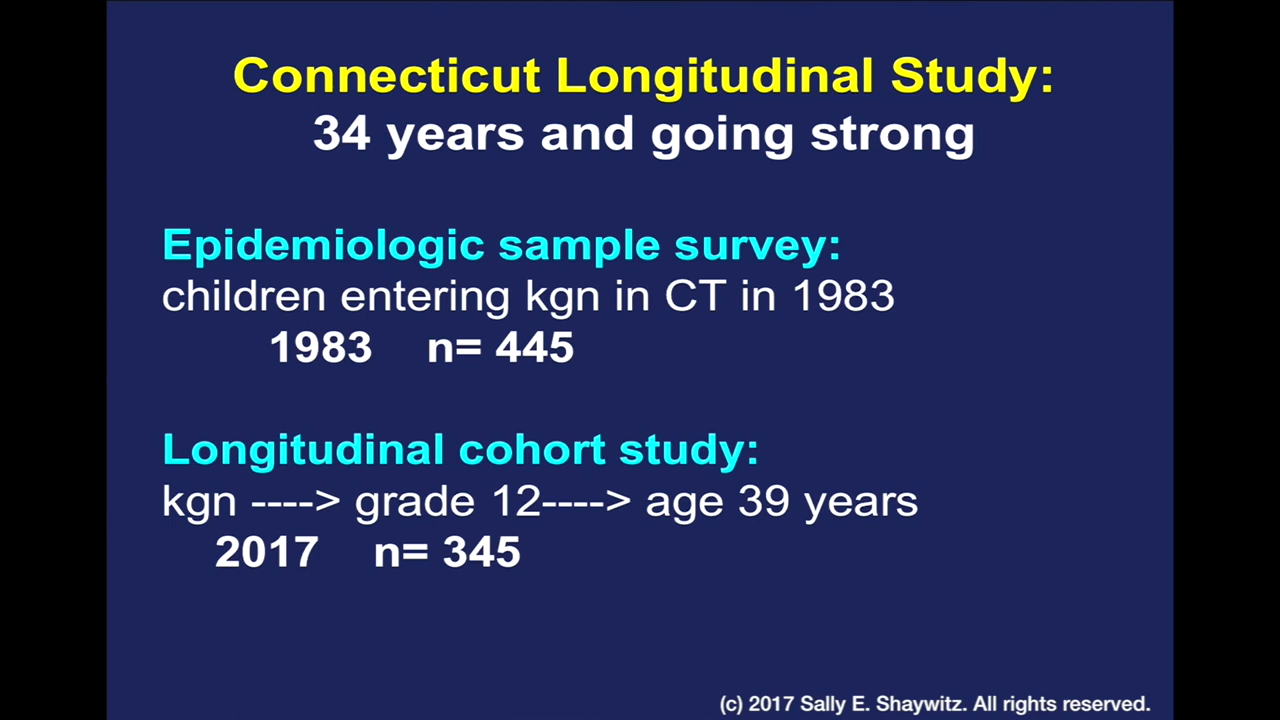 Connecticut Longitudinal Study:
34 years and going strong
Epidemiologic sample survey:
children entering kgn in CT in 1983
1983 n= 445
Longitudinal cohort study:
kgn ----> grade 12----> age 39 years
2017 n= 345
(c) 2017 Sally E. Shaywitz. All rights reserved.